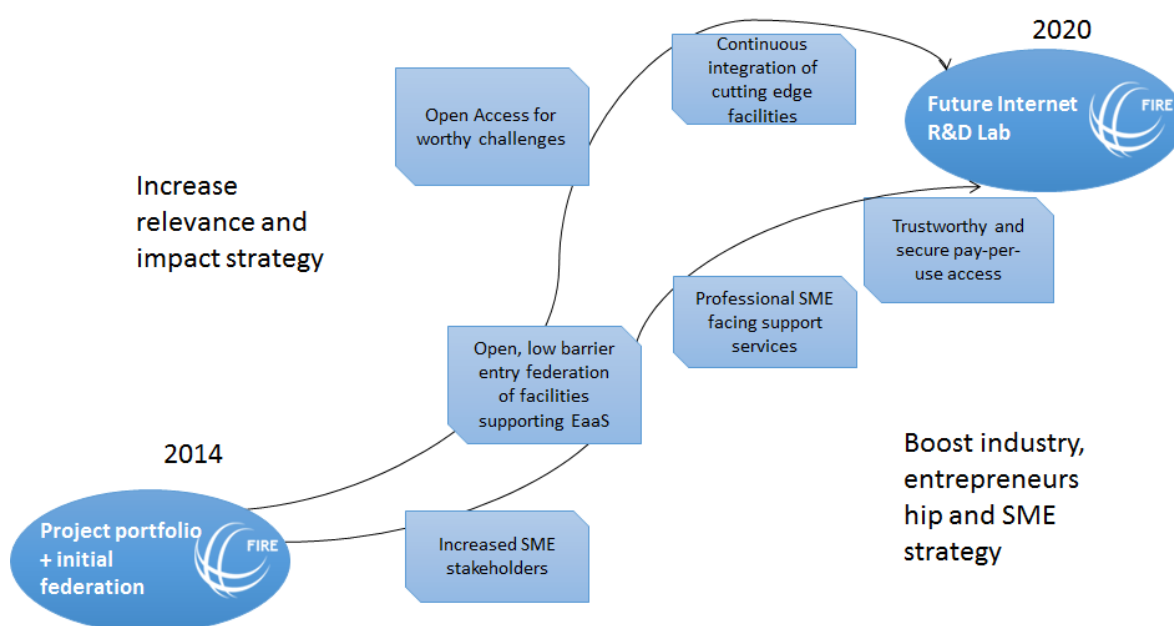 2020
Continuous
integration of
cutting edge
facilities
Future Internet
R&D Lab
FIRE
Open Access for
worthy challenges
Increase
relevance and
impact strategy
Trustworthy and
secure pay-per-
use access
Professional SME
facing support
services
Open, low barrier
entry federation
of facilities
supporting EaaS
2014
Boost industry,
entrepreneurs
hip and SME
strategy
Project portfolio
+ initial
federation
FIRE
Increased SME
stakeholders